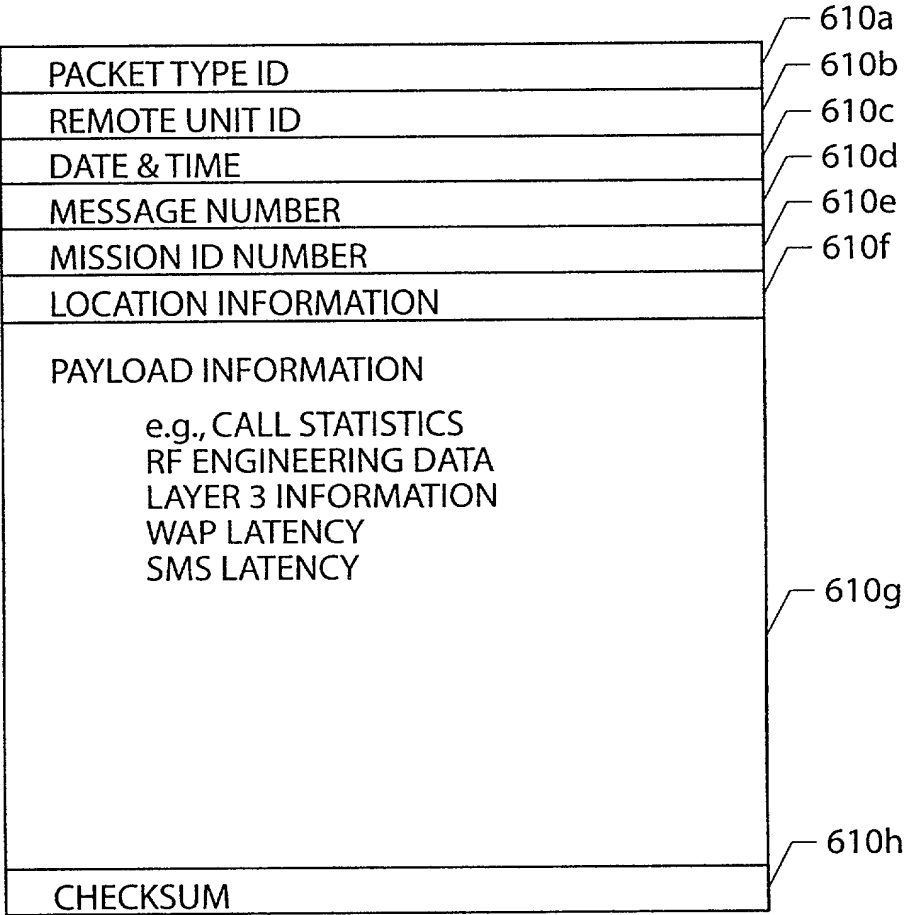 610a
PACKET TYPE ID
610b
REMOTE UNIT ID
610c
DATE & TIME
610d
MESSAGE NUMBER
610e
MISSION ID NUMBER
610f
LOCATION INFORMATION
PAYLOAD INFORMATION
e.g., CALL STATISTICS
RF ENGINEERING DATA
LAYER 3 INFORMATION
WAP LATENCY
SMS LATENCY
610g
610h
CHECKSUM